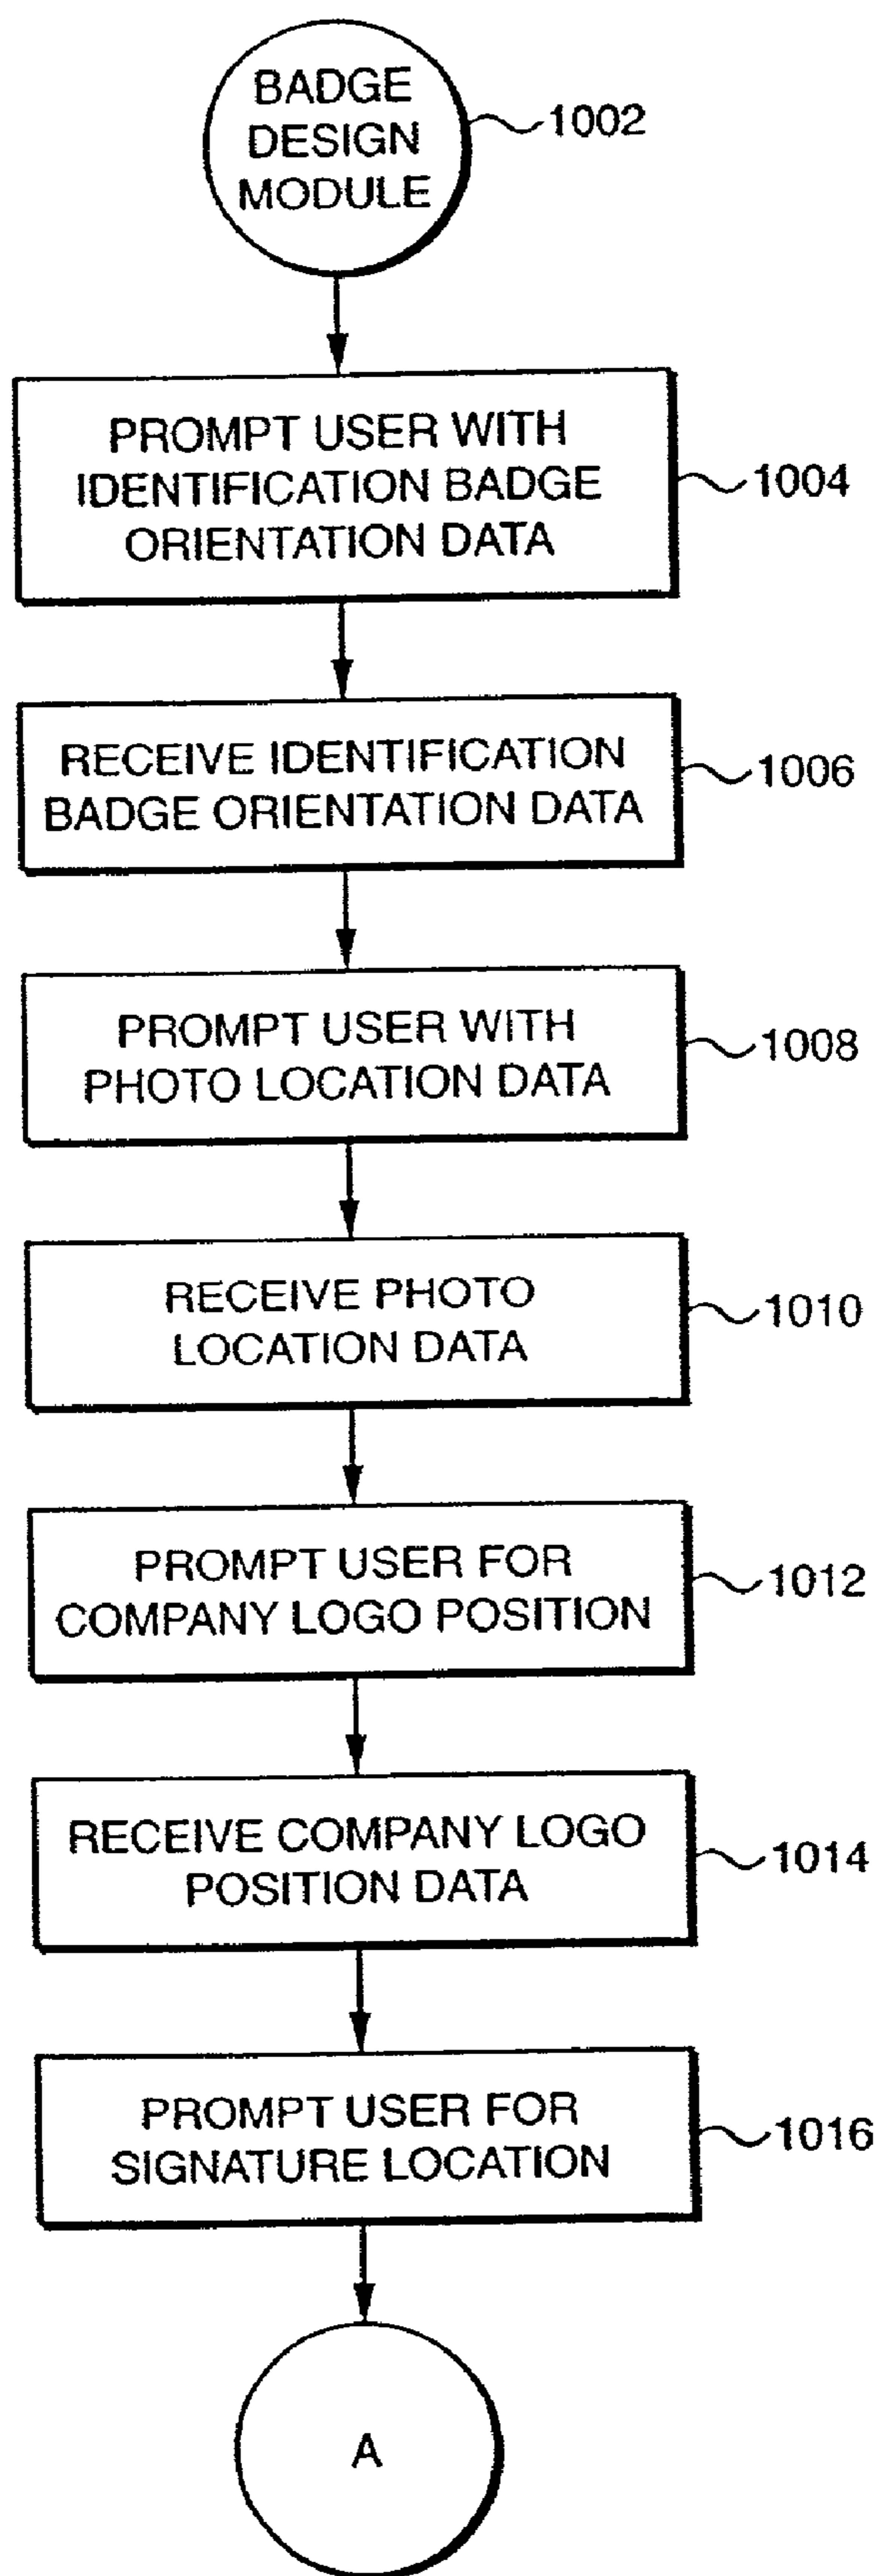 BADGE
DESIGN
MODULE
1002
PROMPT USER WITH
IDENTIFICATION BADGE
ORIENTATION DATA
1004
RECEIVE IDENTIFICATION
BADGE ORIENTATION DATA
1006
PROMPT USER WITH
PHOTO LOCATION DATA
1008
RECEIVE PHOTO
LOCATION DATA
1010
PROMPT USER FOR
COMPANY LOGO POSITION
1012
RECEIVE COMPANY LOGO
POSITION DATA
1014
PROMPT USER FOR
SIGNATURE LOCATION
1016
A